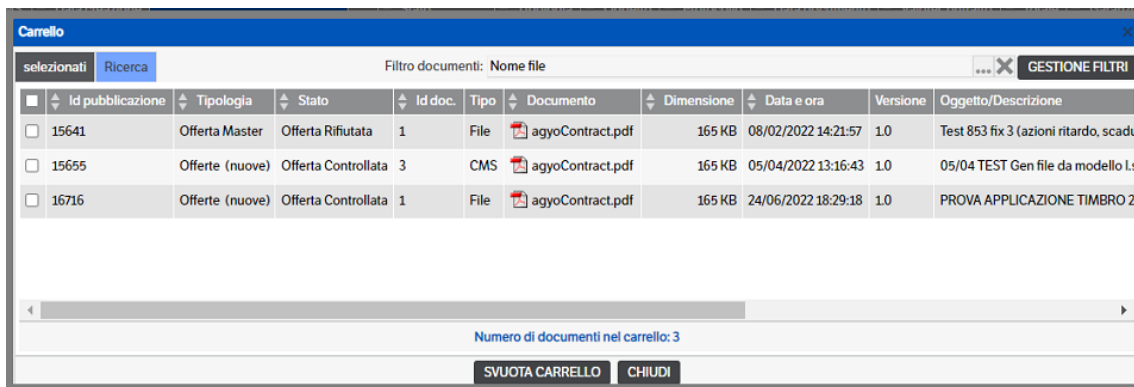 Carrello
selezionati Ricerca Filtro documenti: Nome file ... GESTIONE FILTRI
Id pubblicazione Tipologia Stato Id doc. Tipo Documento Dimensione Data e ora Versione Oggetto/Descrizione
15641 Offerta Master Offerta Rifiutata 1 File agyoContract.pdf 165 KB 08/02/2022 14:21:57 1.0 Test 853 fix 3 (azioni ritardo, scadu
15655 Offerte (nuove) Offerta Controllata 3 CMS agyoContract.pdf 165 KB 05/04/2022 13:16:43 1.0 05/04 TEST Gen file da modello I.s
16716 Offerte (nuove) Offerta Controllata 1 File agyoContract.pdf 165 KB 24/06/2022 18:29:18 1.0 PROVA APPLICAZIONE TIMBRO 2
Numero di documenti nel carrello: 3
SVUOTA CARRELLO CHIUDI